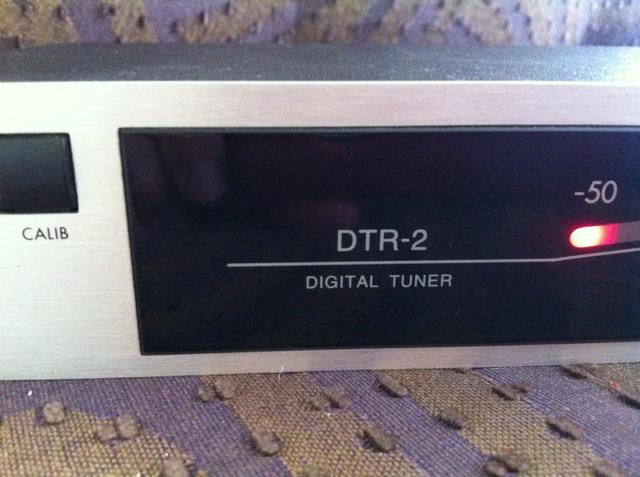 CALIB
-50
DTR-2
DIGITAL TUNER